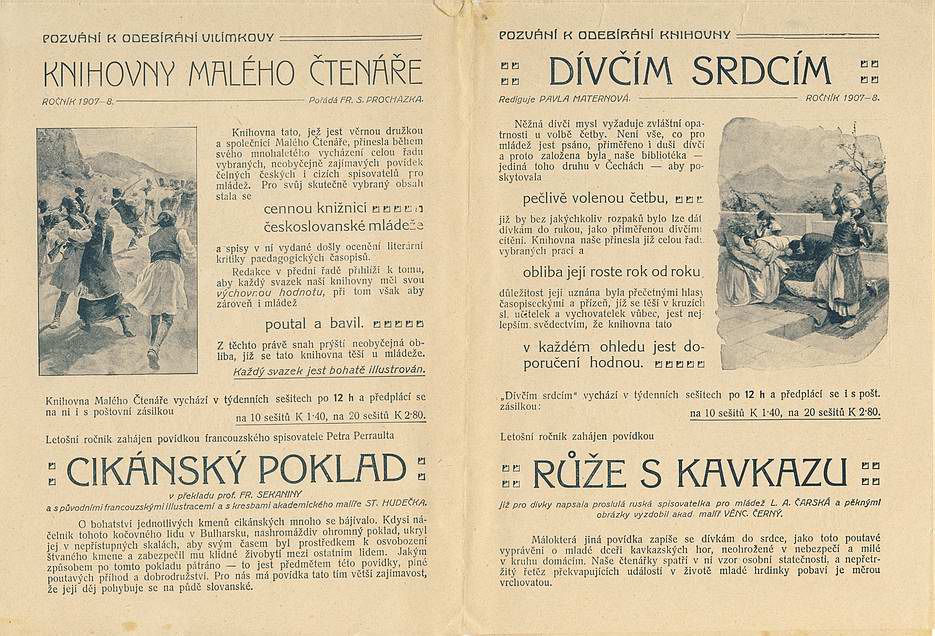 POZVÁNÍ K ODEBÍRÁNÍ VILÍMKOVY
KNIHOVNY MALÉHO ČTENÁŘE
ROČNÍK 1907–8.
Pořádá FR. S. PROCHÁZKA.
Knihovna tato, jež jest věrnou družkou
a společnicí Malého Čtenáře, přinesla během
svého mnohaletého vycházení celou řadu
vybraných, neobyčejně zajímavých povídek
čelných českých i cizích spisovatelů pro
mládež. Pro svůj skutečně vybraný obsah
stala se
cennou knižnicí
československé mládeže
a spisy v ní vydané došly ocenění literární
kritiky paedagogických časopisů.
Redakce v přední řadě přihlíží k tomu,
aby každý svazek naší knihovny měl svou
výchovnou hodnotu, při tom však aby
zároveň i mládež
poutal a bavil.
Z těchto právě snah prýští neobyčejná ob-
liba, jíž se tato knihovna těší u mládeže.
Každý svazek jest bohatě illustrován.
Knihovna Malého Čtenáře vychází v týdenních sešitech po 12 h a předplácí se
na ni i s poštovní zásilkou
na 10 sešitů K 1·40, na 20 sešitů K 2·80.
Letošní ročník zahájen povídkou francouzského spisovatele Petra Perraulta
CIKÁNSKÝ POKLAD
v překladu prof. FR. SEKANINY
a s původními francouzskými illustracemi a s kresbami akademického malíře ST. HUDEČKA.
O bohatství jednotlivých kmenů cikánských mnoho se bájívalo. Kdysi ná-
čelník tohoto kočovného lidu v Bulharsku, nashromáždiv ohromný poklad, ukryl
jej v nepřístupných skalách, aby svým časem byl prostředkem k osvobození
štvaného kmene a zabezpečil mu klidné živobytí mezi ostatním lidem. Jakým
způsobem po tomto pokladu pátráno — to jest předmětem této povídky, plné
poutavých příhod a dobrodružství. Pro nás má povídka tato tím větší zajímavost,
že její děj pohybuje se na půdě slovanské.
POZVÁNÍ K ODEBÍRÁNÍ KNIHOVNY
DÍVČÍM SRDCÍM
Rediguje PAVLA MATERNOVÁ.
ROČNÍK 1907–8.
Něžná dívčí mysl vyžaduje zvláštní opa-
trnosti u volbě četby. Není vše, co pro
mládež jest psáno, přiměřeno i duši dívčí
a proto založena byla naše bibliotéka —
jediná toho druhu v Čechách — aby po-
skytovala
pečlivě volenou četbu,
již by bez jakýchkoliv rozpaků bylo lze dát
dívkám do rukou, jako přiměřenou dívčímu
cítění. Knihovna naše přinesla již celou řadu
vybraných prací a
obliba její roste rok od roku,
důležitost její uznána byla přečetnými hlasy
časopiseckými a přízeň, jíž se těší v kruzích
sl. učitelek a vychovatelek vůbec, jest nej-
lepším svědectvím, že knihovna tato
v každém ohledu jest do-
poručení hodnou.
„Dívčím srdcím“ vychází v týdenních sešitech po 12 h a předplácí se i s pošt.
zásilkou:
na 10 sešitů K 1·40, na 20 sešitů K 2·80.
Letošní ročník zahájen povídkou
RŮŽE S KAVKAZU
již pro dívky napsala proslulá ruská spisovatelka pro mládež L. A. ČARSKÁ a pěknými
obrázky vyzdobil akad. malíř VĚNC. ČERNÝ.
Málokterá jiná povídka zapíše se dívkám do srdce, jako toto poutavé
vyprávění o mladé dceři kavkazských hor, neohrožené v nebezpečí a milé
v kruhu domácím. Naše čtenářky spatří v ní vzor osobní statečnosti, a nepřetr-
žitý řetěz překvapujících událostí v životě mladé hrdinky pobaví je měrou
vrchovatou.